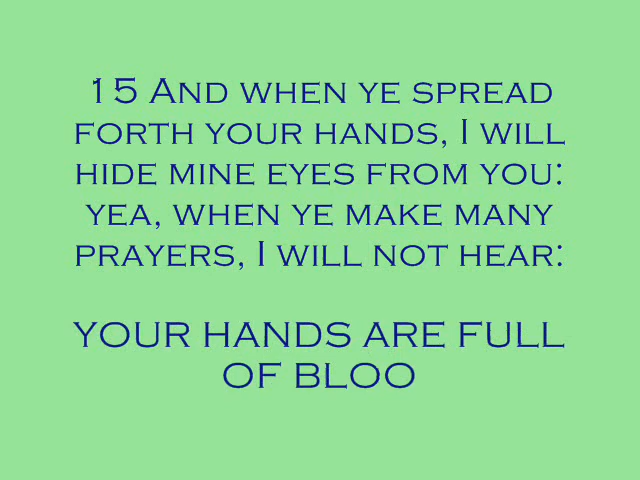 15 And when ye spread
forth your hands, I will
hide mine eyes from you:
yea, when ye make many
prayers, I will not hear:
YOUR HANDS ARE FULL
OF BLOO